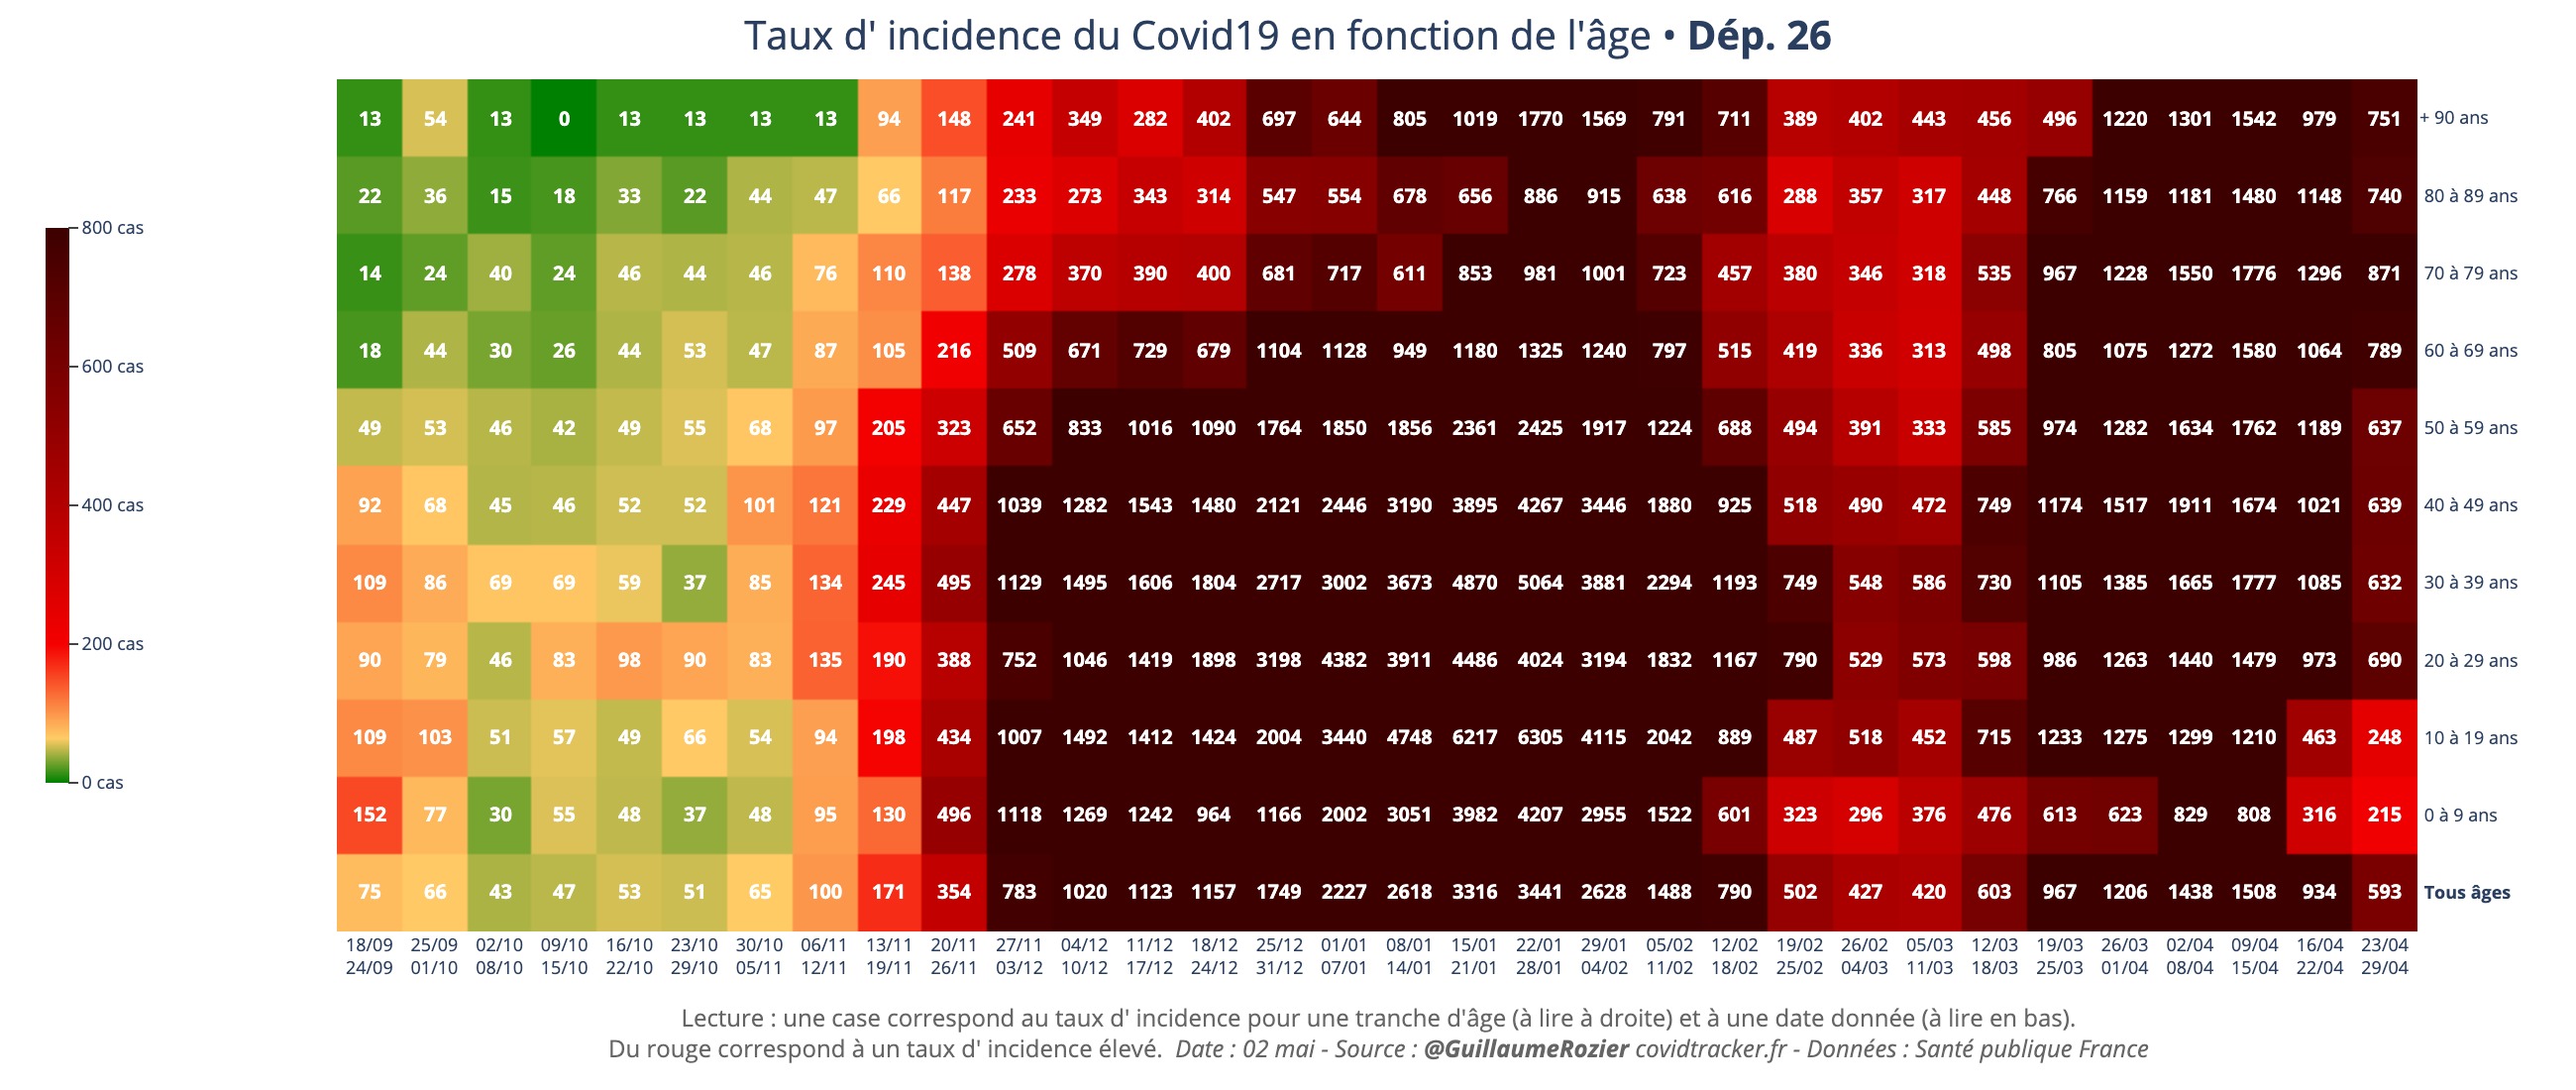 Taux d' incidence du Covid19 en fonction de l'âge • Dép. 26
13 54 13 0 13 13 13 13 94 148 241 349 282 402 697 644 805 1019 1770 1569 791 711 389 402 443 456 496 1220 1301 1542 979 751 + 90 ans
22 36 15 18 33 22 44 47 66 117 233 273 343 314 547 554 678 656 886 915 638 616 288 357 317 448 766 1159 1181 1480 1148 740 80 à 89 ans
800 cas
14 24 40 24 46 44 46 76 110 138 278 370 390 400 681 717 611 853 981 1001 723 457 380 346 318 535 967 1228 1550 1776 1296 871 70 à 79 ans
18 44 30 26 44 53 47 87 105 216 509 671 729 679 1104 1128 949 1180 1325 1240 797 515 419 336 313 498 805 1075 1272 1580 1064 789 60 à 69 ans
600 cas
49 53 46 42 49 55 68 97 205 323 652 833 1016 1090 1764 1850 1856 2361 2425 1917 1224 688 494 391 333 585 974 1282 1634 1762 1189 637 50 à 59 ans
400 cas
92 68 45 46 52 52 101 121 229 447 1039 1282 1543 1480 2121 2446 3190 3895 4267 3446 1880 925 518 490 472 749 1174 1517 1911 1674 1021 639 40 à 49 ans
109 86 69 69 59 37 85 134 245 495 1129 1495 1606 1804 2717 3002 3673 4870 5064 3881 2294 1193 749 548 586 730 1105 1385 1665 1777 1085 632 30 à 39 ans
200 cas
90 79 46 83 98 90 83 135 190 388 752 1046 1419 1898 3198 4382 3911 4486 4024 3194 1832 1167 790 529 573 598 986 1263 1440 1479 973 690 20 à 29 ans
109 103 51 57 49 66 54 94 198 434 1007 1492 1412 1424 2004 3440 4748 6217 6305 4115 2042 889 487 518 452 715 1233 1275 1299 1210 463 248 10 à 19 ans
0 cas
152 77 30 55 48 37 48 95 130 496 1118 1269 1242 964 1166 2002 3051 3982 4207 2955 1522 601 323 296 376 476 613 623 829 808 316 215 0 à 9 ans
75 66 43 47 53 51 65 100 171 354 783 1020 1123 1157 1749 2227 2618 3316 3441 2628 1488 790 502 427 420 603 967 1206 1438 1508 934 593 Tous âges
18/09 25/09 02/10 09/10 16/10 23/10 30/10 06/11 13/11 20/11 27/11 04/12 11/12 18/12 25/12 01/01 08/01 15/01 22/01 29/01 05/02 12/02 19/02 26/02 05/03 12/03 19/03 26/03 02/04 09/04 16/04 23/04
24/09 01/10 08/10 15/10 22/10 29/10 05/11 12/11 19/11 26/11 03/12 10/12 17/12 24/12 31/12 07/01 14/01 21/01 28/01 04/02 11/02 18/02 25/02 04/03 11/03 18/03 25/03 01/04 08/04 15/04 22/04 29/04
Lecture : une case correspond au taux d' incidence pour une tranche d'âge (à lire à droite) et à une date donnée (à lire en bas).
Du rouge correspond à un taux d' incidence élevé. Date : 02 mai - Source : @GuillaumeRozier covidtracker.fr - Données : Santé publique France